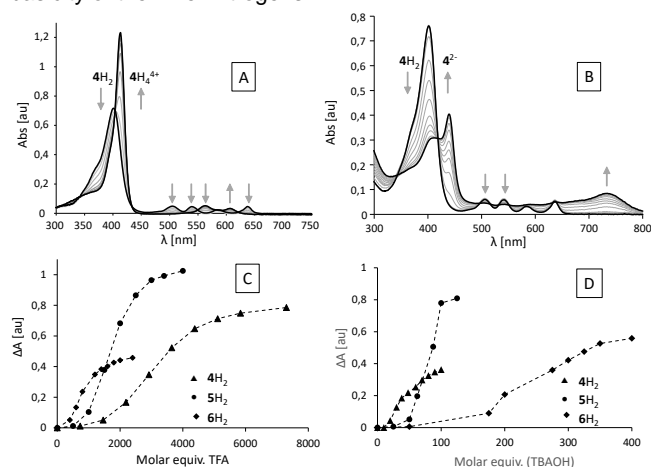 A
Abs [au]
1,2
1
0,8
0,6
0,4
0,2
0
4H₂
4H₄⁴⁺
300 350 400 450 500 550 600 650 700 750
λ [nm]
B
Abs [au]
0,8
0,7
0,6
0,5
0,4
0,3
0,2
0,1
0
4H₂
4²⁻
300 400 500 600 700 800
λ [nm]
C
ΔA [au]
1
0,8
0,6
0,4
0,2
0
4H₂
5H₂
6H₂
0 2000 4000 6000 8000
Molar equiv. TFA
D
ΔA [au]
1
0,8
0,6
0,4
0,2
0
4H₂
5H₂
6H₂
0 100 200 300 400
Molar equiv. (TBAOH)